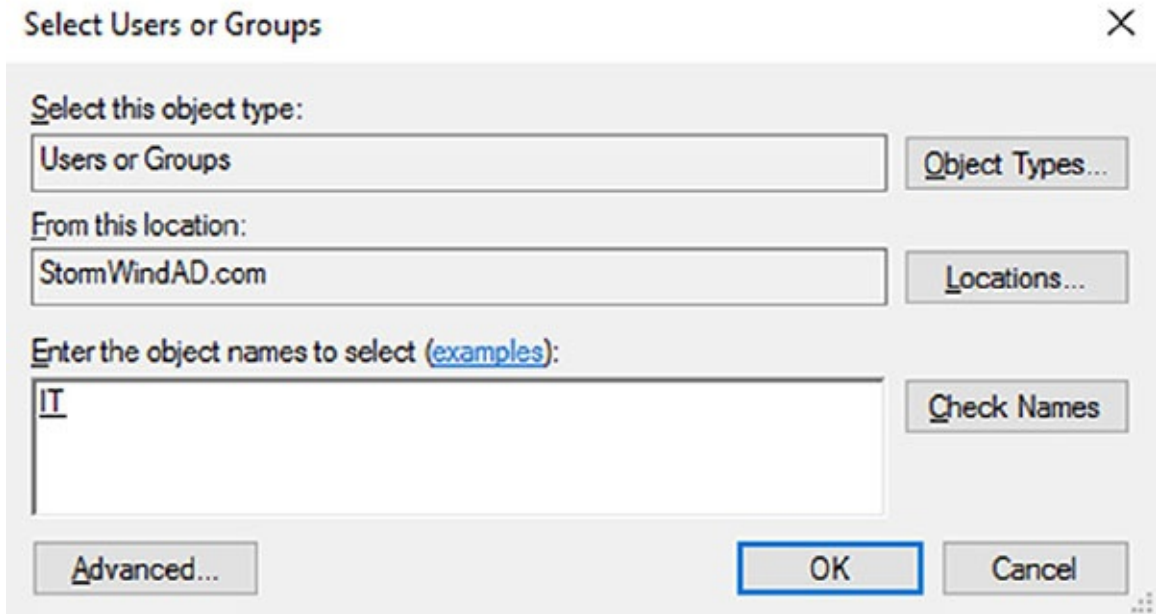 Select Users or Groups
Select this object type:
Users or Groups
Object Types...
From this location:
StormWindAD.com
Locations...
Enter the object names to select (examples):
IT
Check Names
Advanced...
OK
Cancel